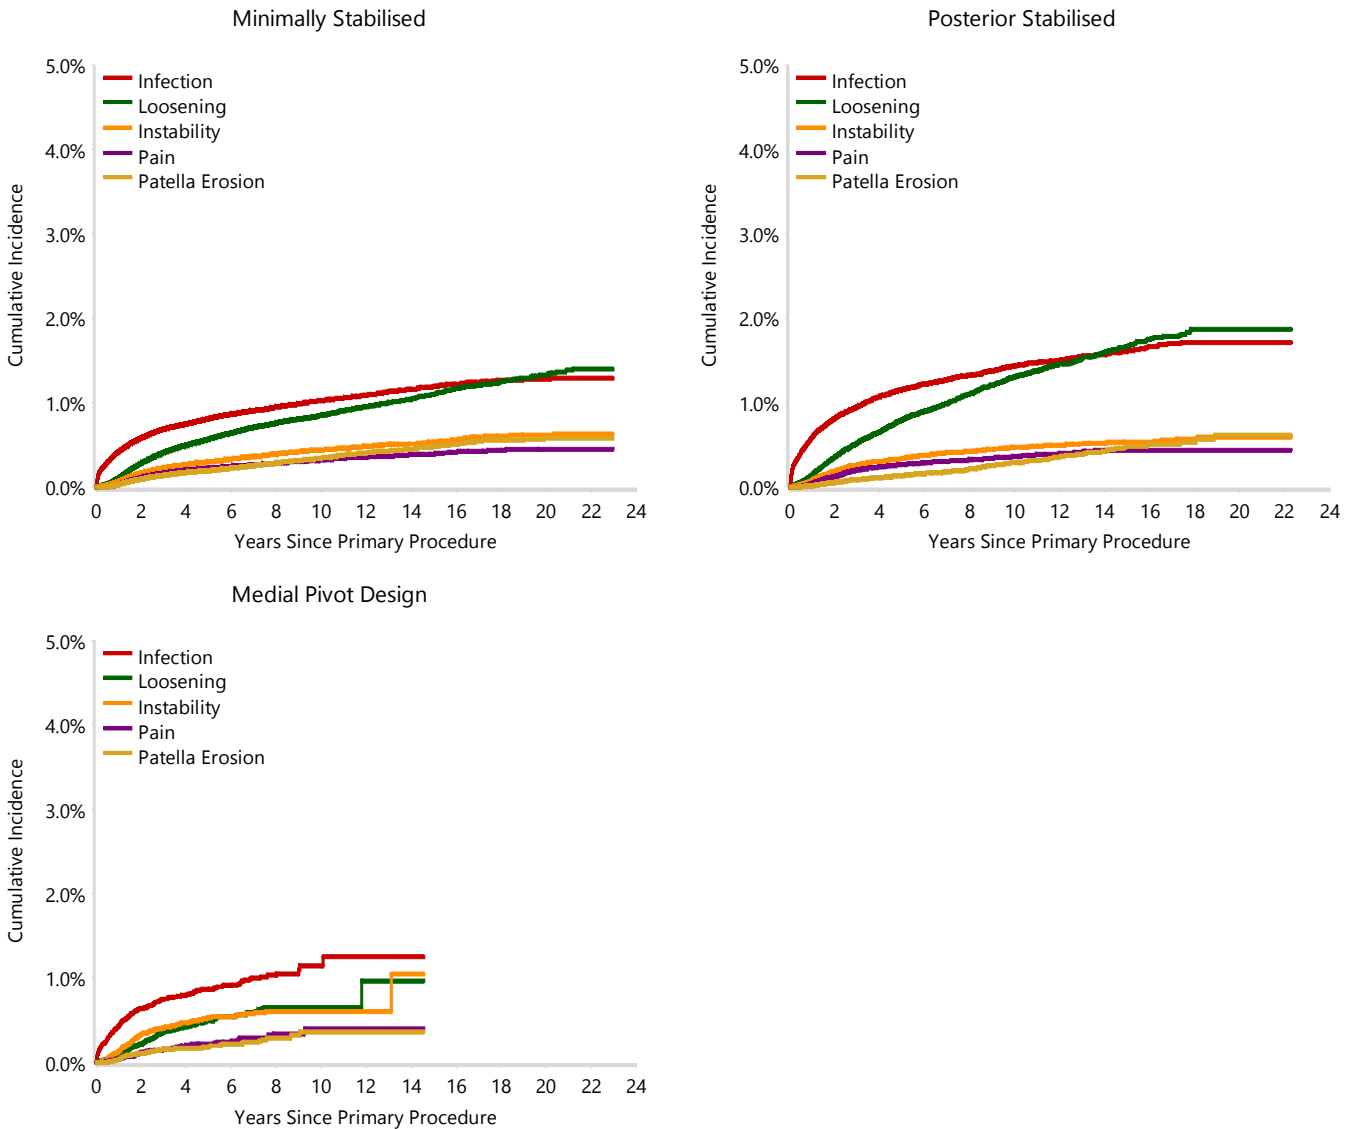 Minimally Stabilised
5.0%
4.0%
3.0%
2.0%
1.0%
0.0%
Cumulative Incidence
Infection
Loosening
Instability
Pain
Patella Erosion
0 2 4 6 8 10 12 14 16 18 20 22 24
Years Since Primary Procedure
Posterior Stabilised
5.0%
4.0%
3.0%
2.0%
1.0%
0.0%
Cumulative Incidence
Infection
Loosening
Instability
Pain
Patella Erosion
0 2 4 6 8 10 12 14 16 18 20 22 24
Years Since Primary Procedure
Medial Pivot Design
5.0%
4.0%
3.0%
2.0%
1.0%
0.0%
Cumulative Incidence
Infection
Loosening
Instability
Pain
Patella Erosion
0 2 4 6 8 10 12 14 16 18 20 22 24
Years Since Primary Procedure